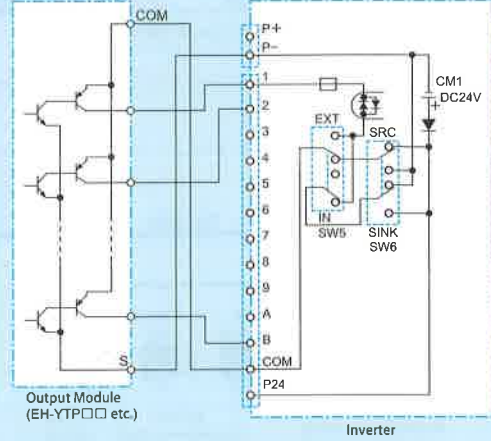 COM
P+
P-
1
2
3
4
5
6
7
8
9
A
B
COM
P24
EXT
IN
SW5
SRC
SINK
SW6
CM1
+
DC24V
S
Output Module
(EH-YTP□□ etc.)
Inverter